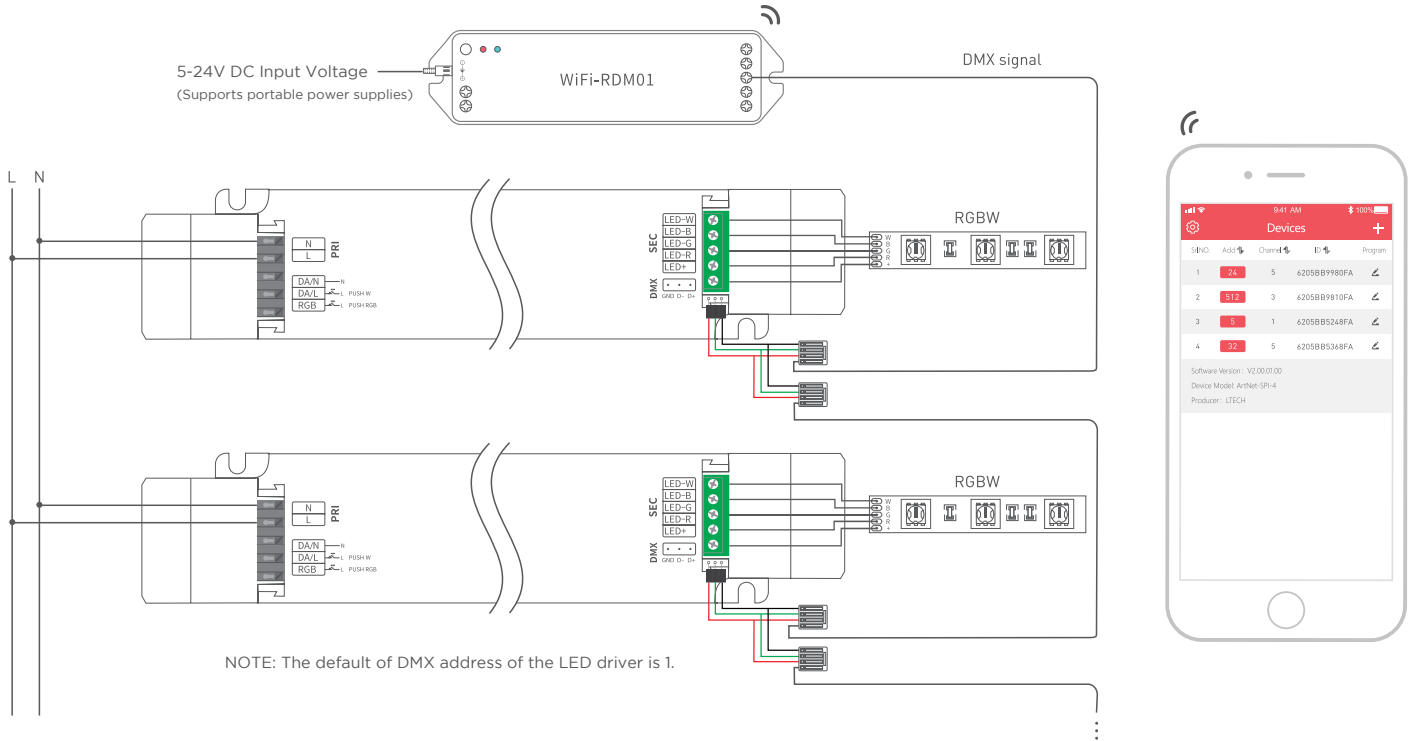 5-24V DC Input Voltage
(Supports portable power supplies)
WiFi-RDM01
DMX signal
L N
N
L
PRI
DA/N N
DA/L L PUSH W
RGB L PUSH RGB
SEC
LED-W
LED-B
LED-G
LED-R
LED+
DMX
GND D- D+
RGBW
W
B
G
R
+
N
L
PRI
DA/N N
DA/L L PUSH W
RGB L PUSH RGB
SEC
LED-W
LED-B
LED-G
LED-R
LED+
DMX
GND D- D+
RGBW
W
B
G
R
+
NOTE: The default of DMX address of the LED driver is 1.
9:41 AM 100%
Devices +
Add Channel ID Program
1 24 5 6205BB9980FA
2 512 3 6205BB9810FA
3 5 1 6205BB5248FA
4 32 5 6205BB5368FA
Software Version : V2.00.01.00
Device Model: ArtNet-SPI-4
Producer : LTECH